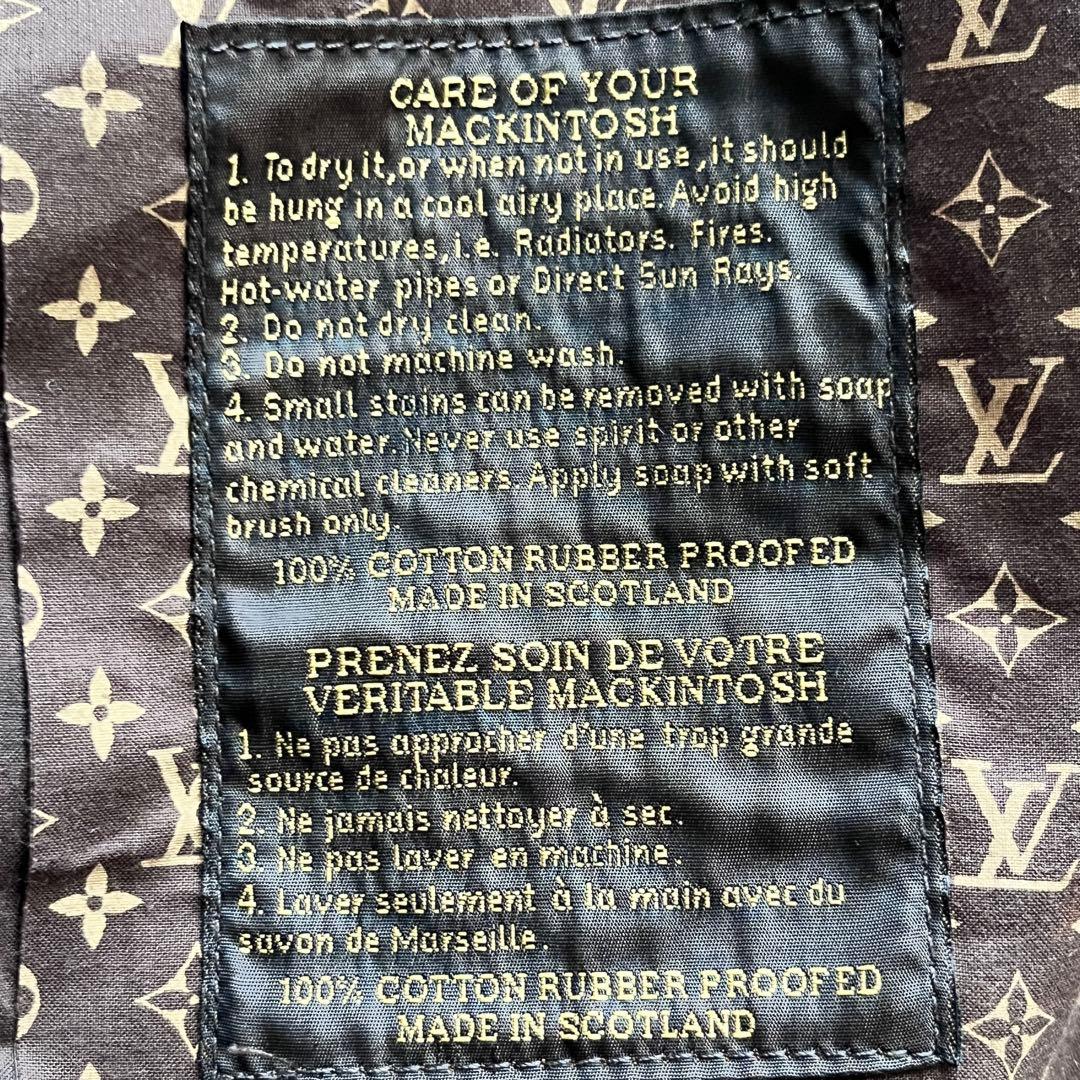 CARE OF YOUR
MACKINTOSH
1. To dry it, or when not in use, it should
be hung in a cool airy place. Avoid high
temperatures, i.e. Radiators. Fires.
Hot-water pipes or Direct Sun Rays.
2. Do not dry clean.
3. Do not machine wash.
4. Small stains can be removed with soap
and water. Never use spirit or other
chemical cleaners. Apply soap with soft
brush only.
100% COTTON RUBBER PROOFED
MADE IN SCOTLAND
PRENEZ SOIN DE VOTRE
VERITABLE MACKINTOSH
1. Ne pas approcher d'une trop grande
source de chaleur.
2. Ne jamais nettoyer à sec.
3. Ne pas laver en machine.
4. Laver seulement à la main avec du
savon de Marseille.
100% COTTON RUBBER PROOFED
MADE IN SCOTLAND
LV
LV
LV